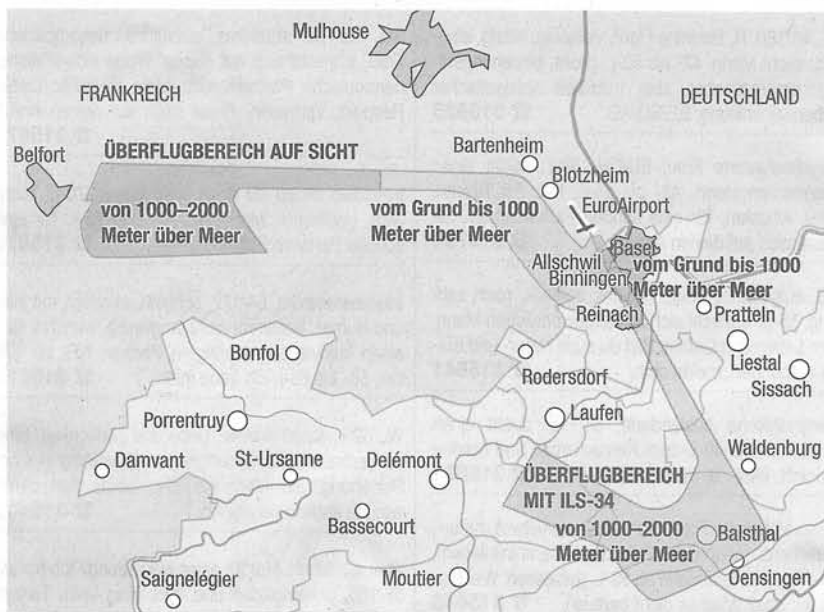 Mulhouse
FRANKREICH
DEUTSCHLAND
Belfort
ÜBERFLUGBEREICH AUF SICHT
von 1000–2000
Meter über Meer
vom Grund bis 1000
Meter über Meer
Bartenheim
Blotzheim
EuroAirport
Basel
Allschwil
Binningen
vom Grund bis 1000
Meter über Meer
Reinach
Pratteln
Liestal
Sissach
Bonfol
Rodersdorf
Laufen
Porrentruy
Damvant
St-Ursanne
Delémont
Bassecourt
Waldenburg
ÜBERFLUGBEREICH
MIT ILS-34
von 1000–2000
Meter über Meer
Balsthal
Oensingen
Moutier
Saignelégier